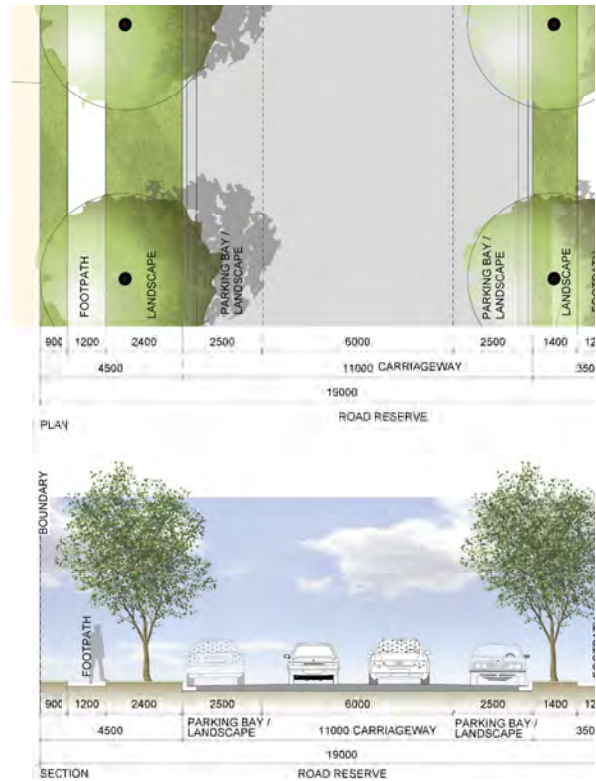 FOOTPATH
LANDSCAPE
PARKING BAY /
LANDSCAPE
PARKING BAY /
LANDSCAPE
LANDSCAPE
900 1200 2400 2500 6000 2500 1400
4500 11000 CARRIAGEWAY
19000
ROAD RESERVE
PLAN
BOUNDARY
FOOTPATH
900 1200 2400 2500 6000 2500 1400
4500 PARKING BAY /
LANDSCAPE 11000 CARRIAGEWAY PARKING BAY /
LANDSCAPE
19000
SECTION ROAD RESERVE